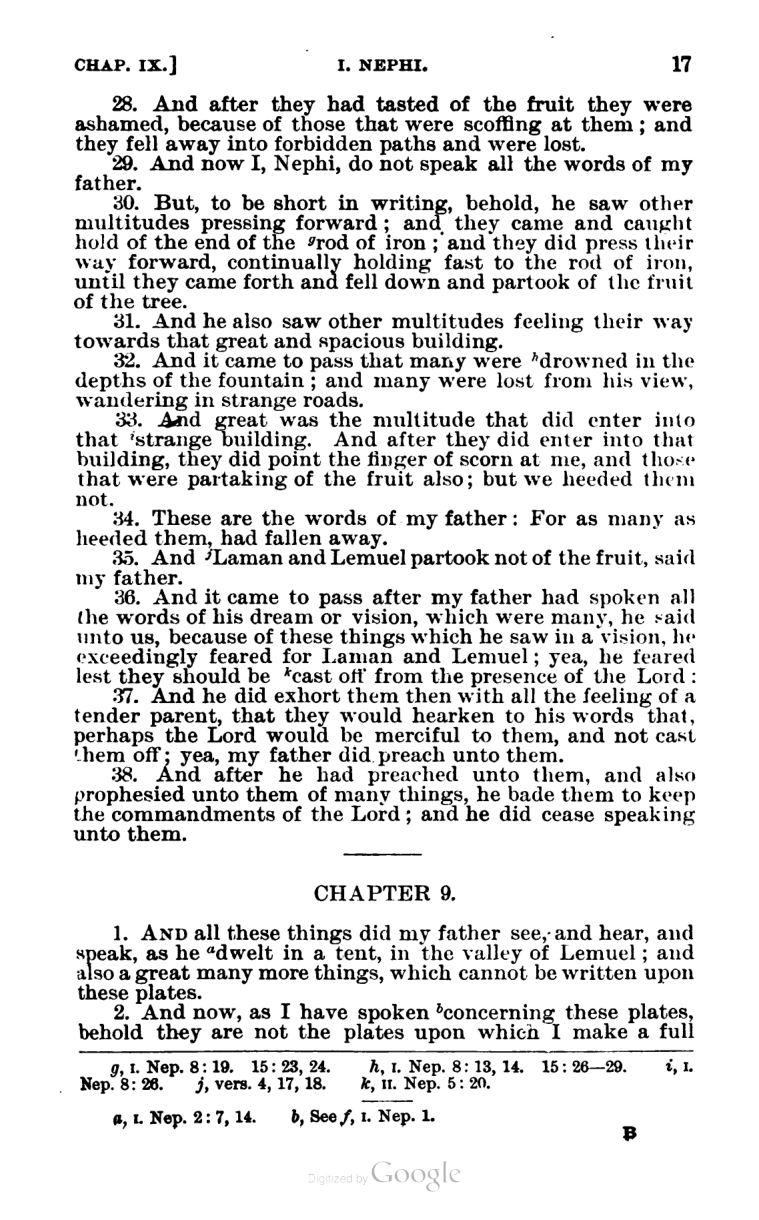 CHAP. IX.] I. NEPHI. 17
28. And after they had tasted of the fruit they were
ashamed, because of those that were scoffing at them; and
they fell away into forbidden paths and were lost.
29. And now I, Nephi, do not speak all the words of my
father.
30. But, to be short in writing, behold, he saw other
multitudes pressing forward; and they came and caught
hold of the end of the ᵍrod of iron; and they did press their
way forward, continually holding fast to the rod of iron,
until they came forth and fell down and partook of the fruit
of the tree.
31. And he also saw other multitudes feeling their way
towards that great and spacious building.
32. And it came to pass that many were ʰdrowned in the
depths of the fountain; and many were lost from his view,
wandering in strange roads.
33. And great was the multitude that did enter into
that ⁱstrange building. And after they did enter into that
building, they did point the finger of scorn at me, and those
that were partaking of the fruit also; but we heeded them
not.
34. These are the words of my father: For as many as
heeded them, had fallen away.
35. And ʲLaman and Lemuel partook not of the fruit, said
my father.
36. And it came to pass after my father had spoken all
the words of his dream or vision, which were many, he said
unto us, because of these things which he saw in a vision, he
exceedingly feared for Laman and Lemuel; yea, he feared
lest they should be ᵏcast off from the presence of the Lord:
37. And he did exhort them then with all the feeling of a
tender parent, that they would hearken to his words that,
perhaps the Lord would be merciful to them, and not cast
them off; yea, my father did preach unto them.
38. And after he had preached unto them, and also
prophesied unto them of many things, he bade them to keep
the commandments of the Lord; and he did cease speaking
unto them.
CHAPTER 9.
1. AND all these things did my father see, and hear, and
speak, as he ᵃdwelt in a tent, in the valley of Lemuel; and
also a great many more things, which cannot be written upon
these plates.
2. And now, as I have spoken ᵇconcerning these plates,
behold they are not the plates upon which I make a full
g, I. Nep. 8:19. 15:23, 24. h, I. Nep. 8:13, 14. 15:26—29. i, I.
Nep. 8:26. j, vers. 4, 17, 18. k, II. Nep. 5:20.
a, I. Nep. 2:7, 14. b, See f, I. Nep. 1.
B
Digitized by Google